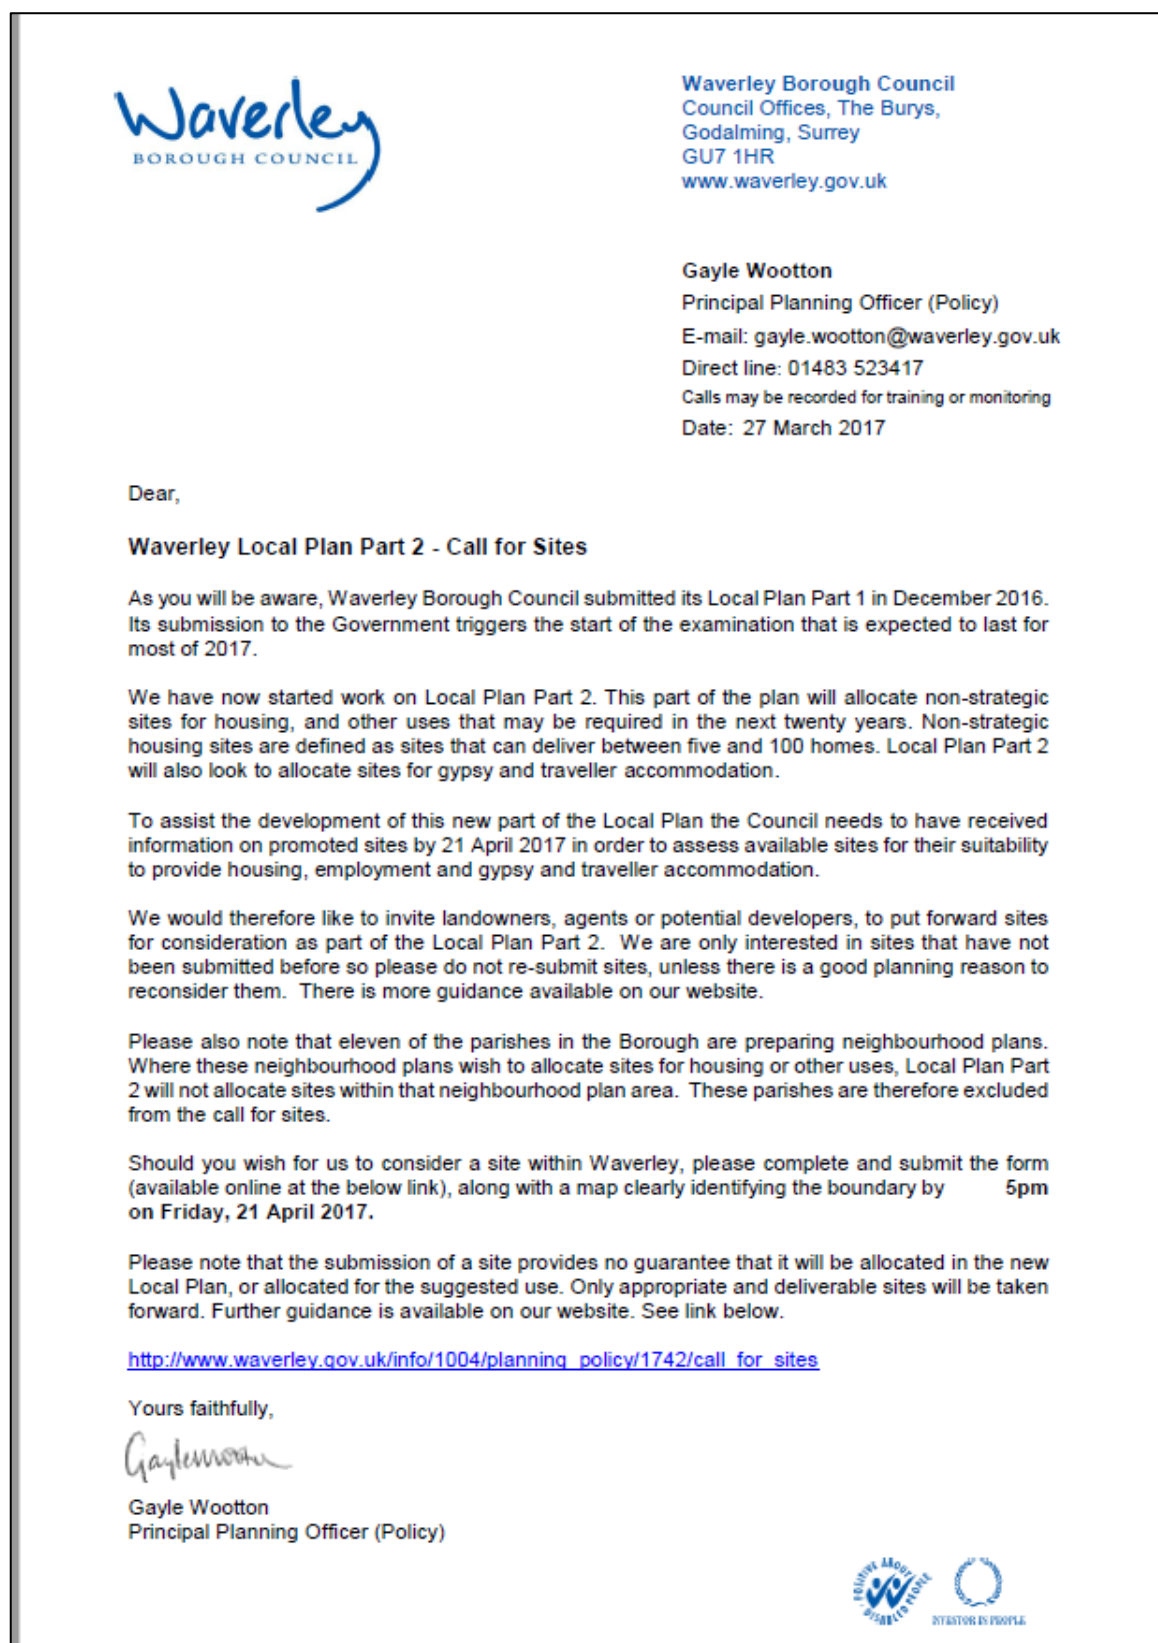 Waverley
BOROUGH COUNCIL
Waverley Borough Council
Council Offices, The Burys,
Godalming, Surrey
GU7 1HR
www.waverley.gov.uk
Gayle Wootton
Principal Planning Officer (Policy)
E-mail: gayle.wootton@waverley.gov.uk
Direct line: 01483 523417
Calls may be recorded for training or monitoring
Date: 27 March 2017
Dear,
Waverley Local Plan Part 2 - Call for Sites
As you will be aware, Waverley Borough Council submitted its Local Plan Part 1 in December 2016.
Its submission to the Government triggers the start of the examination that is expected to last for
most of 2017.
We have now started work on Local Plan Part 2. This part of the plan will allocate non-strategic
sites for housing, and other uses that may be required in the next twenty years. Non-strategic
housing sites are defined as sites that can deliver between five and 100 homes. Local Plan Part 2
will also look to allocate sites for gypsy and traveller accommodation.
To assist the development of this new part of the Local Plan the Council needs to have received
information on promoted sites by 21 April 2017 in order to assess available sites for their suitability
to provide housing, employment and gypsy and traveller accommodation.
We would therefore like to invite landowners, agents or potential developers, to put forward sites
for consideration as part of the Local Plan Part 2. We are only interested in sites that have not
been submitted before so please do not re-submit sites, unless there is a good planning reason to
reconsider them. There is more guidance available on our website.
Please also note that eleven of the parishes in the Borough are preparing neighbourhood plans.
Where these neighbourhood plans wish to allocate sites for housing or other uses, Local Plan Part
2 will not allocate sites within that neighbourhood plan area. These parishes are therefore excluded
from the call for sites.
Should you wish for us to consider a site within Waverley, please complete and submit the form
(available online at the below link), along with a map clearly identifying the boundary by 5pm
on Friday, 21 April 2017.
Please note that the submission of a site provides no guarantee that it will be allocated in the new
Local Plan, or allocated for the suggested use. Only appropriate and deliverable sites will be taken
forward. Further guidance is available on our website. See link below.
http://www.waverley.gov.uk/info/1004/planning_policy/1742/call_for_sites
Yours faithfully,
Gaylewootton
Gayle Wootton
Principal Planning Officer (Policy)
POSITIVE ABOUT DISABLED PEOPLE
INVESTOR IN PEOPLE